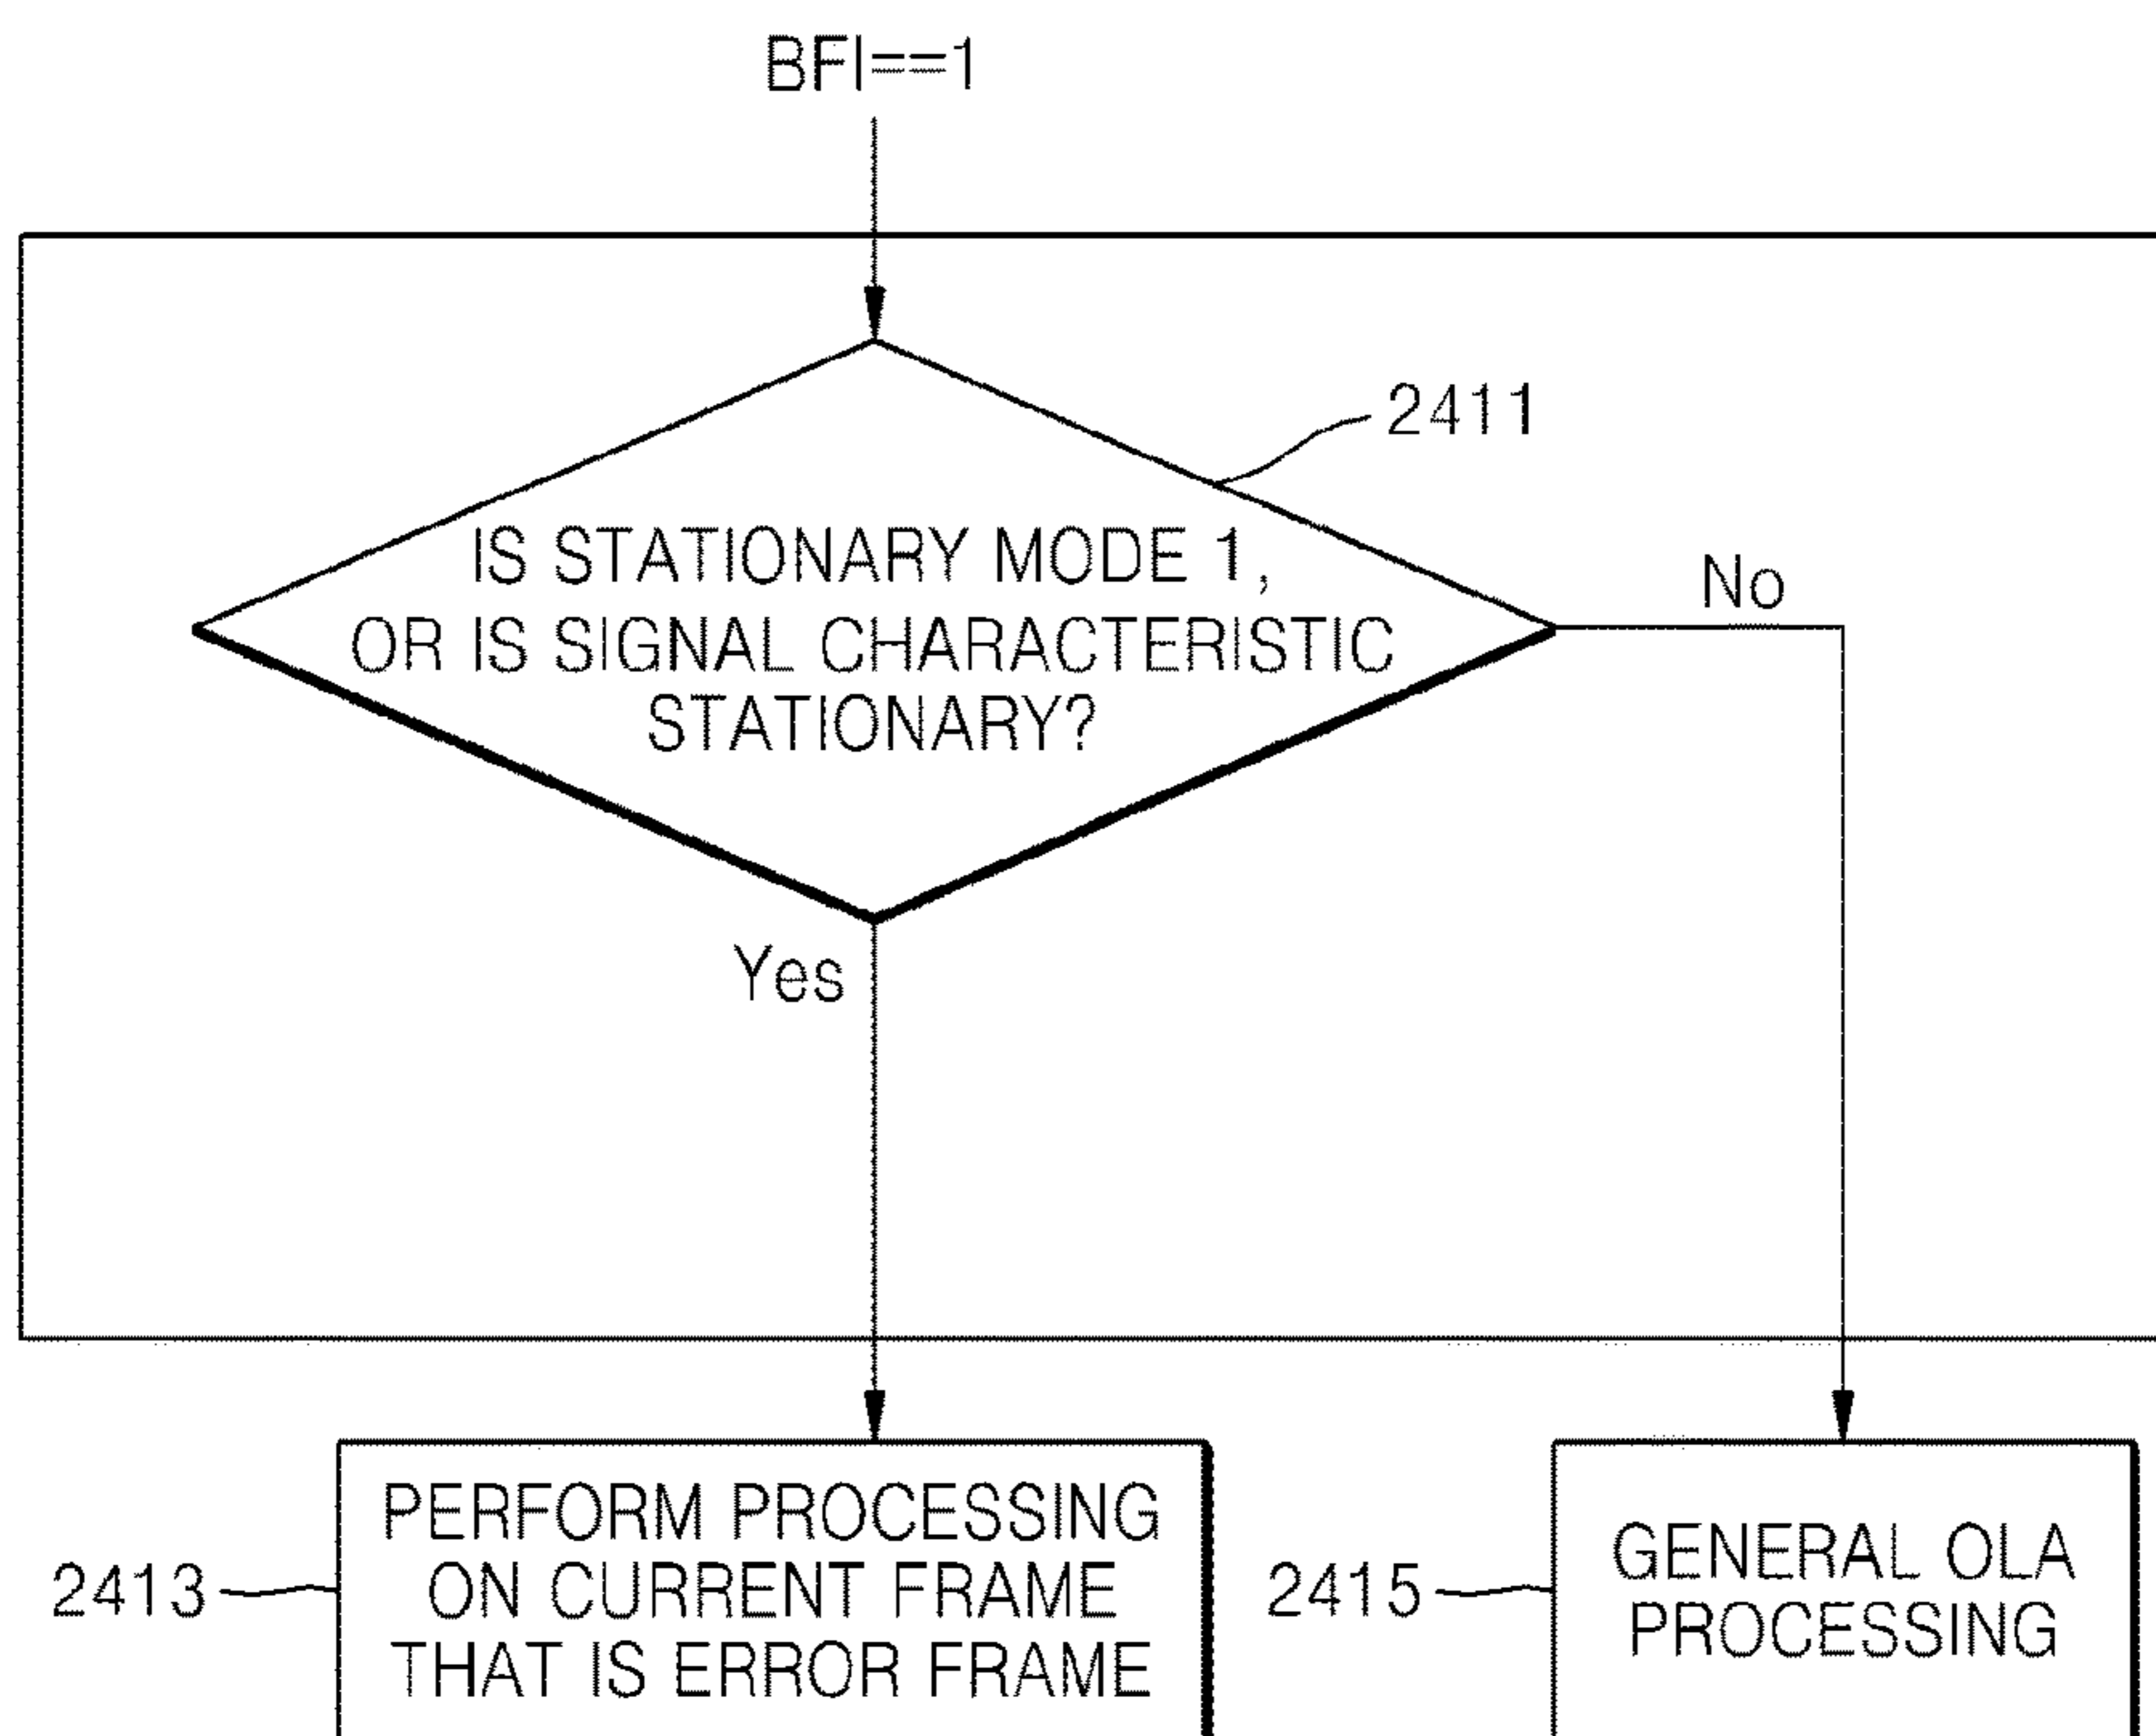 BFI==1
2411
IS STATIONARY MODE 1,
OR IS SIGNAL CHARACTERISTIC
STATIONARY?
No
Yes
2413
PERFORM PROCESSING
ON CURRENT FRAME
THAT IS ERROR FRAME
2415
GENERAL OLA
PROCESSING